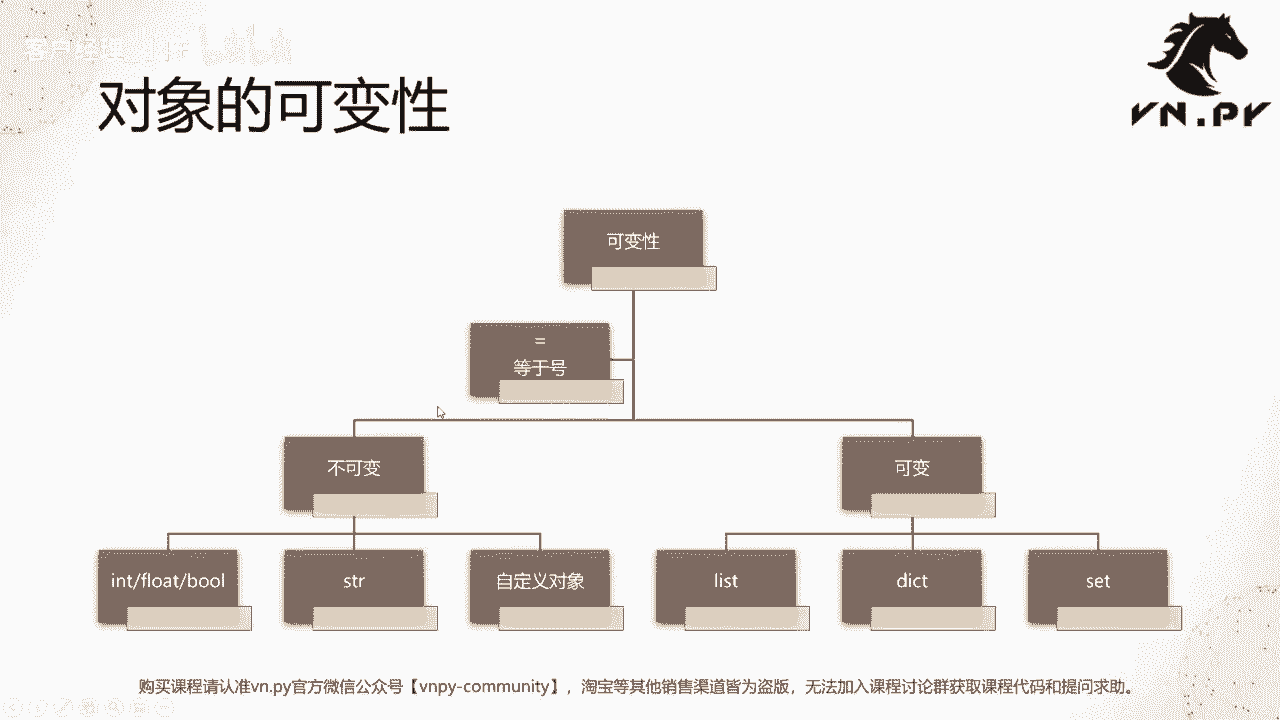 客户经理
对象的可变性
VN.PY
可变性
=
等于号
不可变
可变
int/float/bool
str
自定义对象
list
dict
set
购买课程请认准vn.py官方微信公众号【vnpy-community】，淘宝等其他销售渠道皆为盗版，无法加入课程讨论群获取课程代码和提问求助。